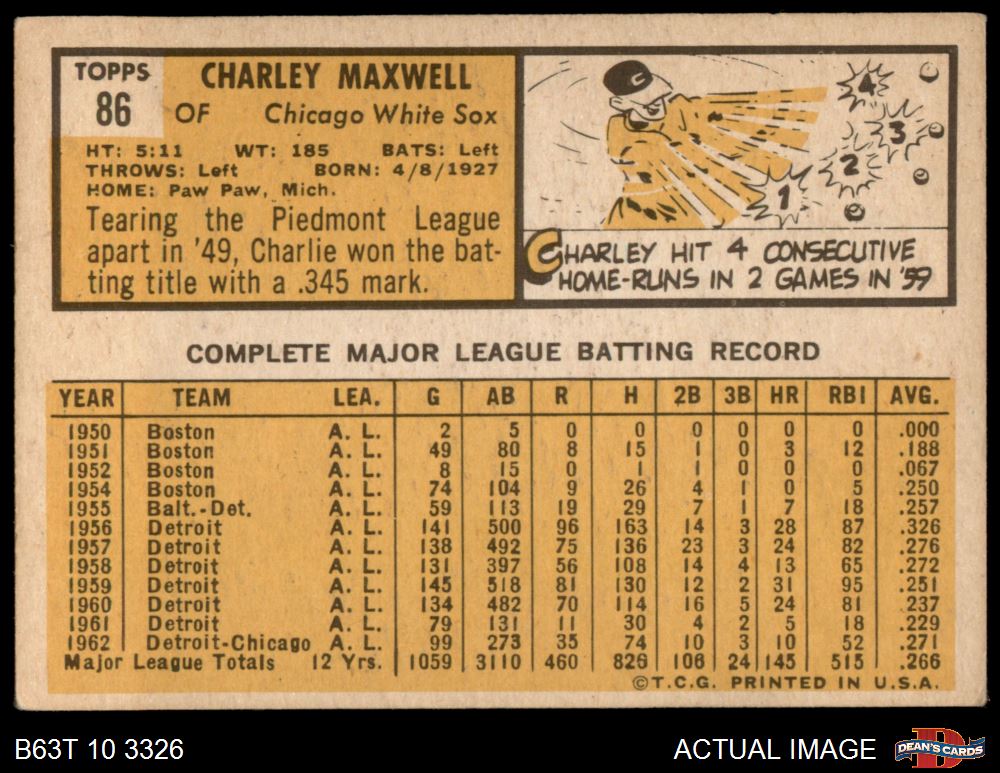 TOPPS
86
CHARLEY MAXWELL
OF Chicago White Sox
HT: 5:11 WT: 185 BATS: Left
THROWS: Left BORN: 4/8/1927
HOME: Paw Paw, Mich.
Tearing the Piedmont League
apart in '49, Charlie won the bat-
ting title with a .345 mark.
C
1
2
3
4
CHARLEY HIT 4 CONSECUTIVE
HOME-RUNS IN 2 GAMES IN '59
COMPLETE MAJOR LEAGUE BATTING RECORD
YEAR TEAM LEA. G AB R H 2B 3B HR RBI AVG.
1950 Boston A. L. 2 5 0 0 0 0 0 0 .000
1951 Boston A. L. 49 80 8 15 1 0 3 12 .188
1952 Boston A. L. 8 15 0 1 1 0 0 0 .067
1954 Boston A. L. 74 104 9 26 4 1 0 5 .250
1955 Balt.-Det. A. L. 59 113 19 29 7 1 7 18 .257
1956 Detroit A. L. 141 500 96 163 14 3 28 87 .326
1957 Detroit A. L. 138 492 75 136 23 3 24 82 .276
1958 Detroit A. L. 131 397 56 108 14 4 13 65 .272
1959 Detroit A. L. 145 518 81 130 12 2 31 95 .251
1960 Detroit A. L. 134 482 70 114 16 5 24 81 .237
1961 Detroit A. L. 79 131 11 30 4 2 5 18 .229
1962 Detroit-Chicago A. L. 99 273 35 74 10 3 10 52 .271
Major League Totals 12 Yrs. 1059 3110 460 826 106 24 145 515 .266
©T.C.G. PRINTED IN U.S.A.
B63T 10 3326
ACTUAL IMAGE
D
DEAN'S CARDS